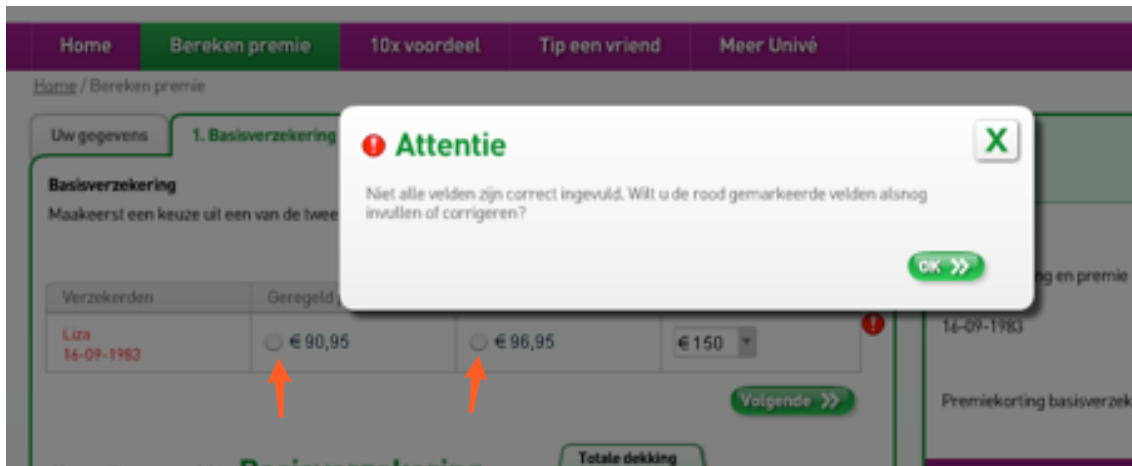 Home Bereken premie 10x voordeel Tip een vriend Meer Univé
Home / Bereken premie
Uw gegevens 1. Basisverzekering
Attentie X
Basisverzekering
Niet alle velden zijn correct ingevuld. Wilt u de rood gemarkeerde velden alsnog
invullen of corrigeren?
Maakeerst een keuze uit een van de twee
OK
en premie
Verzekerden Geregeld
Liza
16-09-1983
€ 90,95 € 96,95 € 150
16-09-1983
Volgende
Premiekorting basisverzek
Totale dekking